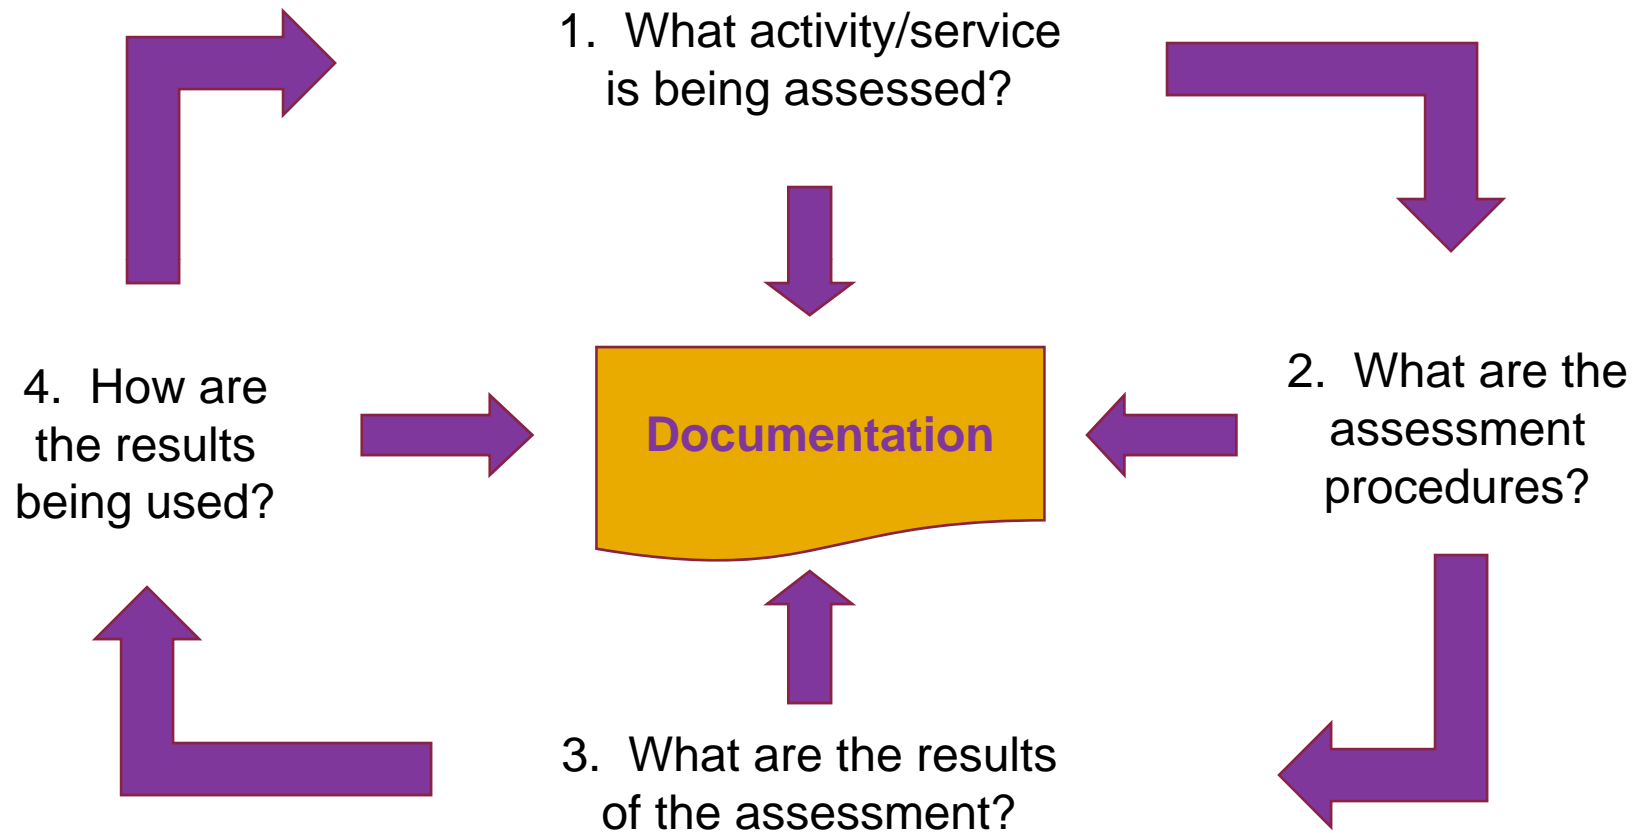 1. What activity/service
is being assessed?
2. What are the
assessment
procedures?
3. What are the results
of the assessment?
4. How are
the results
being used?
Documentation